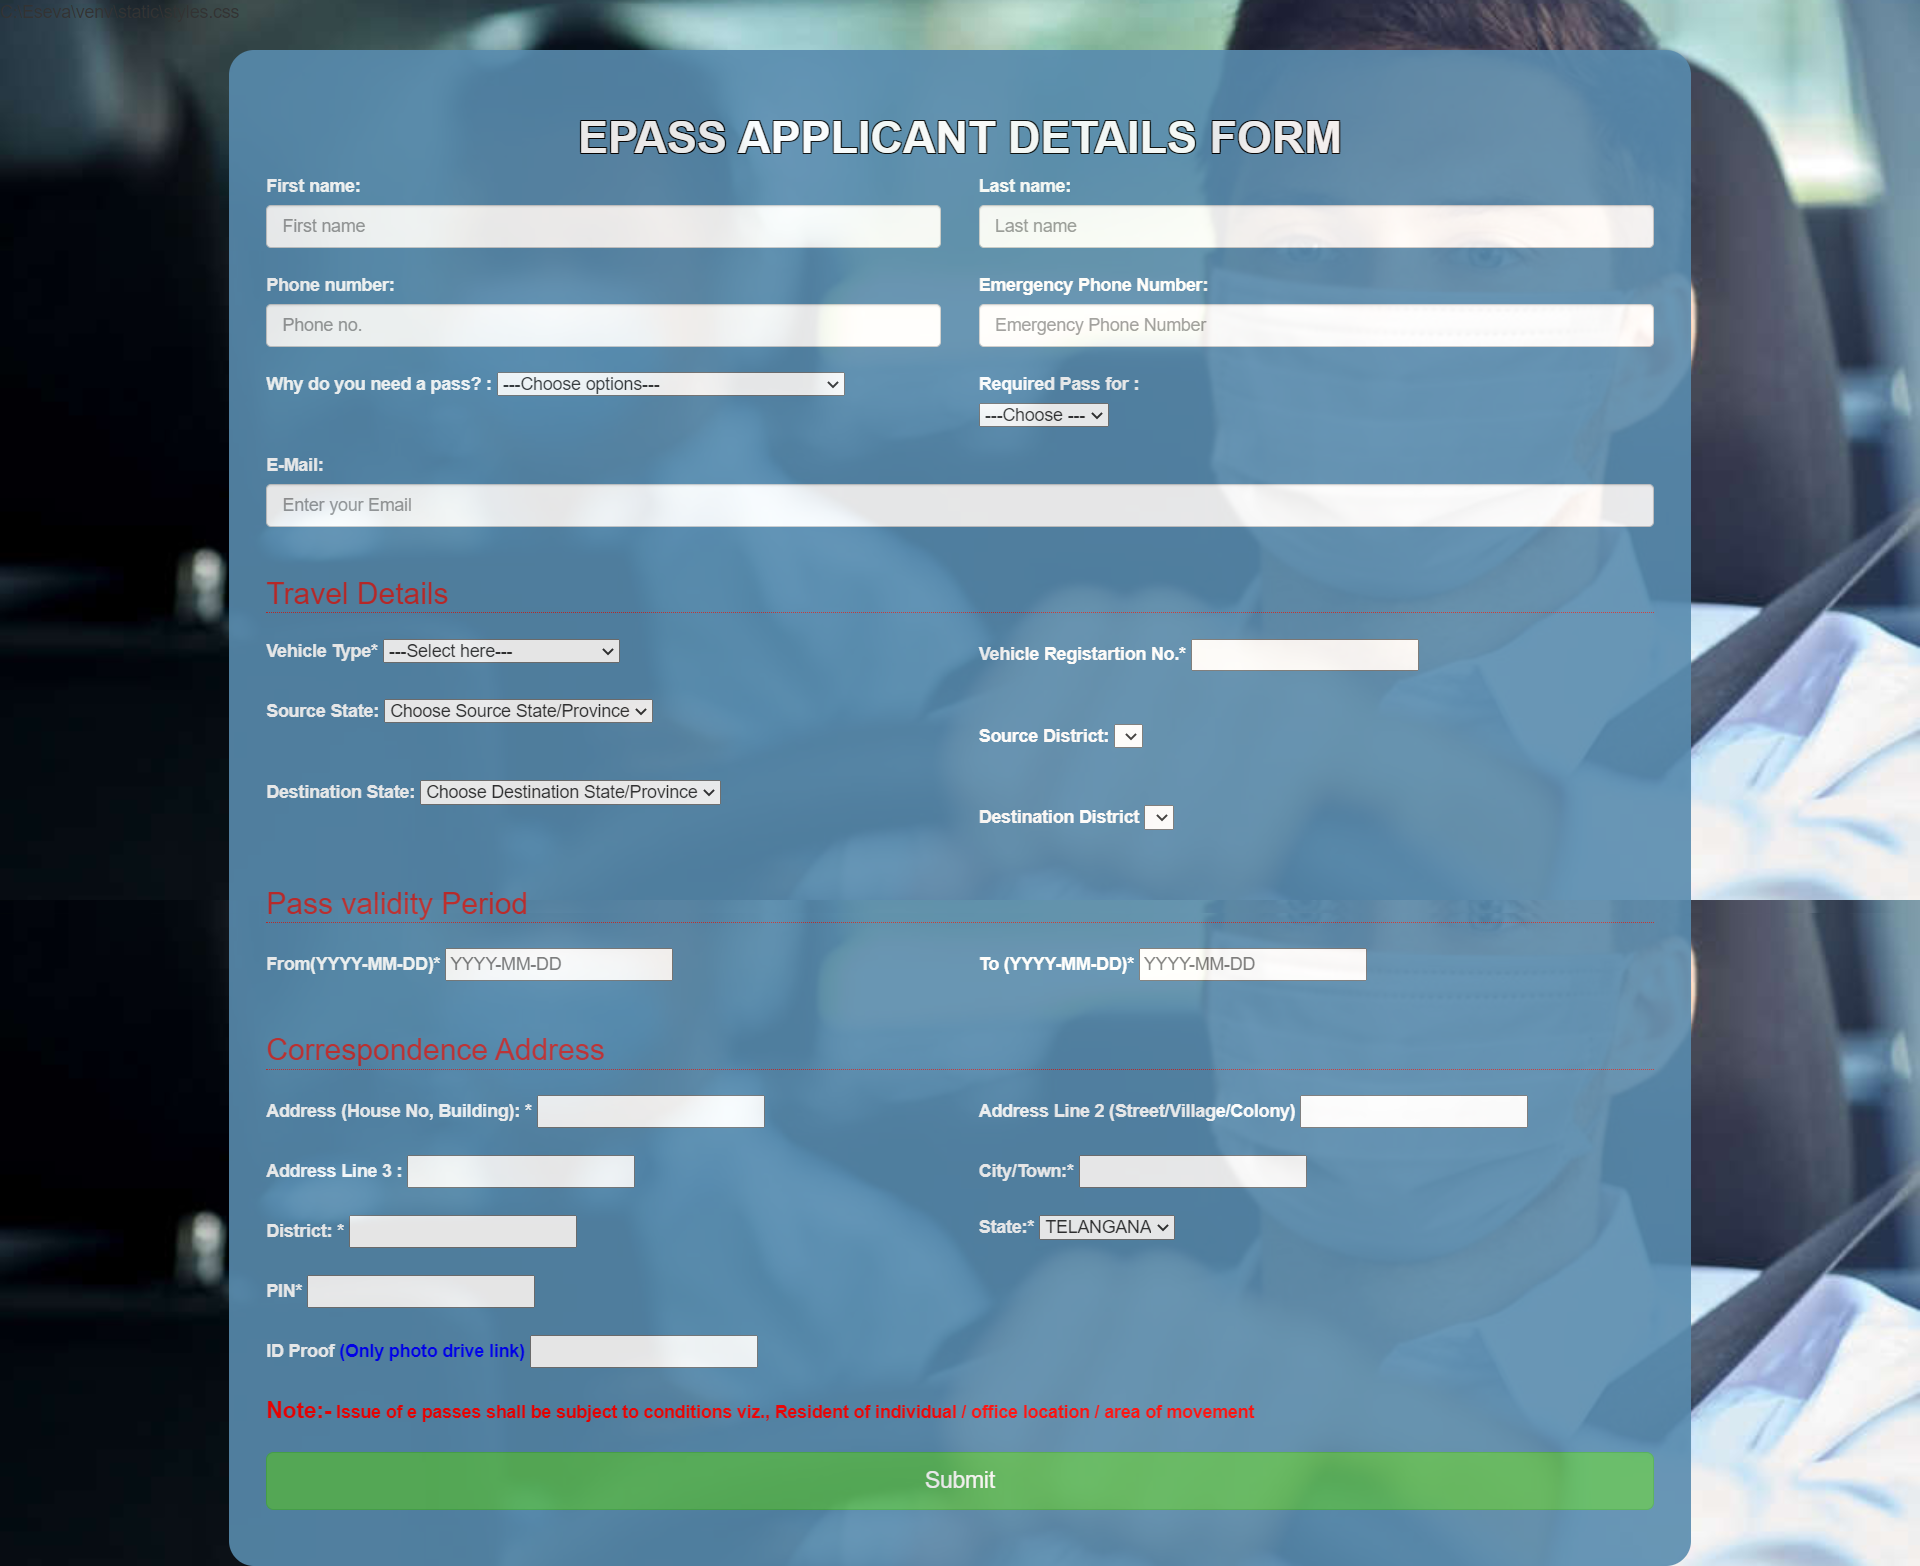 seva\venv\static\styles.css
EPASS APPLICANT DETAILS FORM
First name:
First name
Last name:
Last name
Phone number:
Phone no.
Emergency Phone Number:
Emergency Phone Number
Why do you need a pass? : ---Choose options---
Required Pass for :
---Choose ---
E-Mail:
Enter your Email
Travel Details
Vehicle Type* ---Select here---
Vehicle Registartion No.*
Source State: Choose Source State/Province
Source District:
Destination State: Choose Destination State/Province
Destination District
Pass validity Period
From(YYYY-MM-DD)* YYYY-MM-DD
To (YYYY-MM-DD)* YYYY-MM-DD
Correspondence Address
Address (House No, Building): *
Address Line 2 (Street/Village/Colony)
Address Line 3 :
City/Town:*
District: *
State:* TELANGANA
PIN*
ID Proof (Only photo drive link)
Note:- Issue of e passes shall be subject to conditions viz., Resident of individual / office location / area of movement
Submit